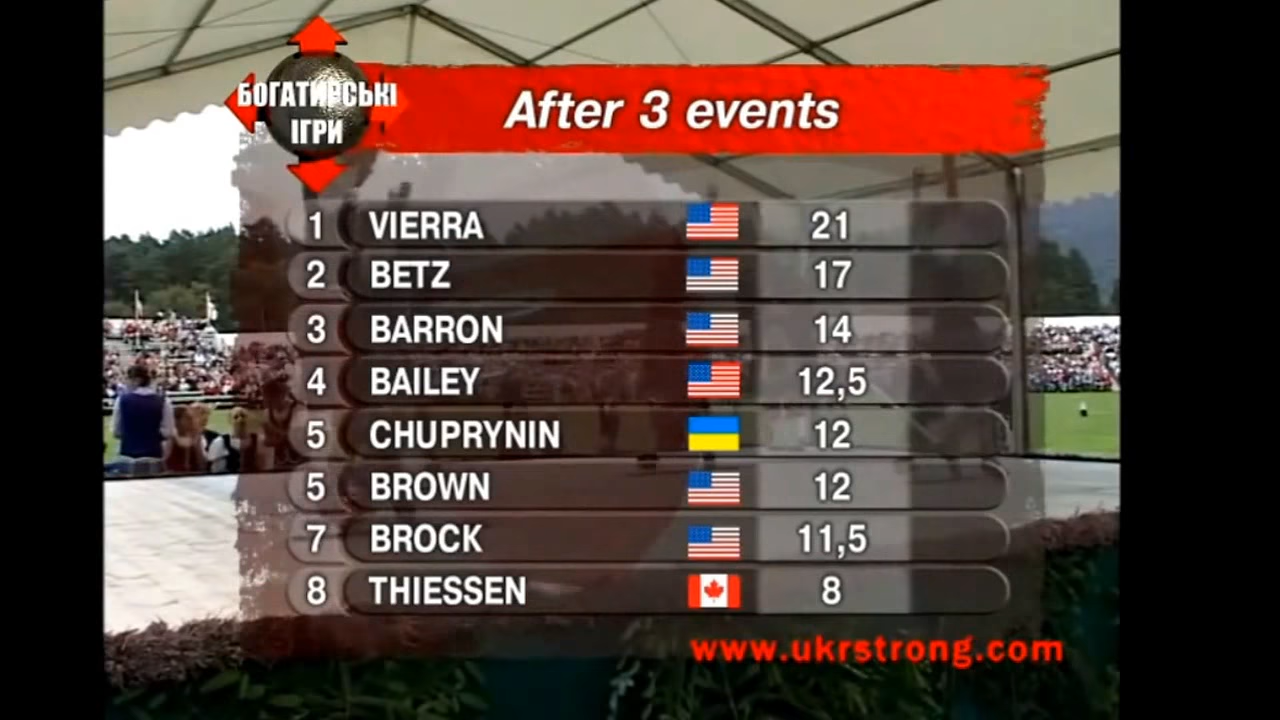 БОГАТИРСЬКІ
ІГРИ
After 3 events
1 VIERRA 21
2 BETZ 17
3 BARRON 14
4 BAILEY 12,5
5 CHUPRYNIN 12
5 BROWN 12
7 BROCK 11,5
8 THIESSEN 8
www.ukrstrong.com